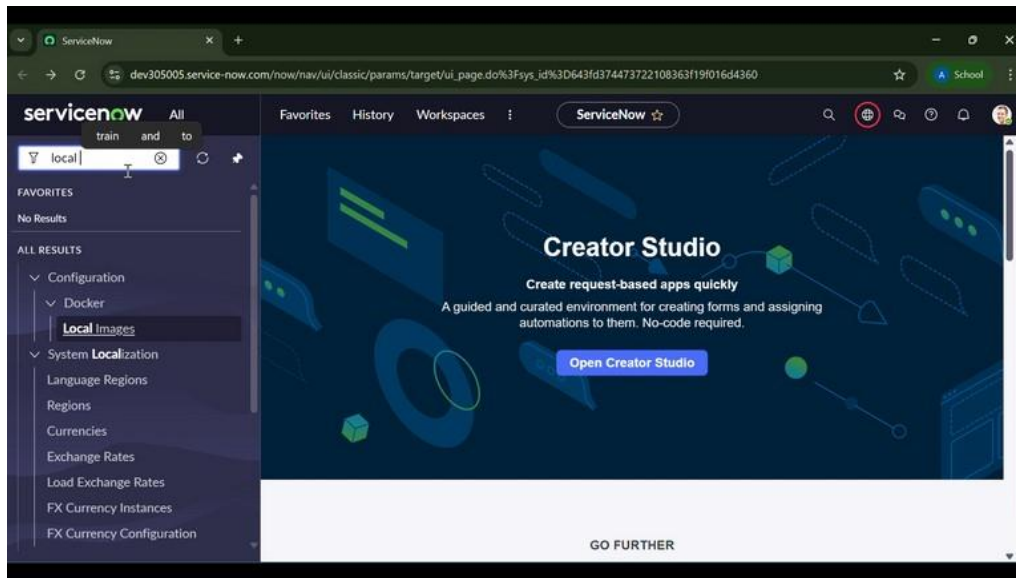 ServiceNow
dev305005.service-now.com/now/nav/ui/classic/params/target/ui_page.do%3Fsys_id%3D643fd374473722108363f19f016d4360
A School
servicenow All Favorites History Workspaces ServiceNow
train and to
local
FAVORITES
No Results
ALL RESULTS
Configuration
Docker
Local Images
System Localization
Language Regions
Regions
Currencies
Exchange Rates
Load Exchange Rates
FX Currency Instances
FX Currency Configuration
Creator Studio
Create request-based apps quickly
A guided and curated environment for creating forms and assigning
automations to them. No-code required.
Open Creator Studio
GO FURTHER